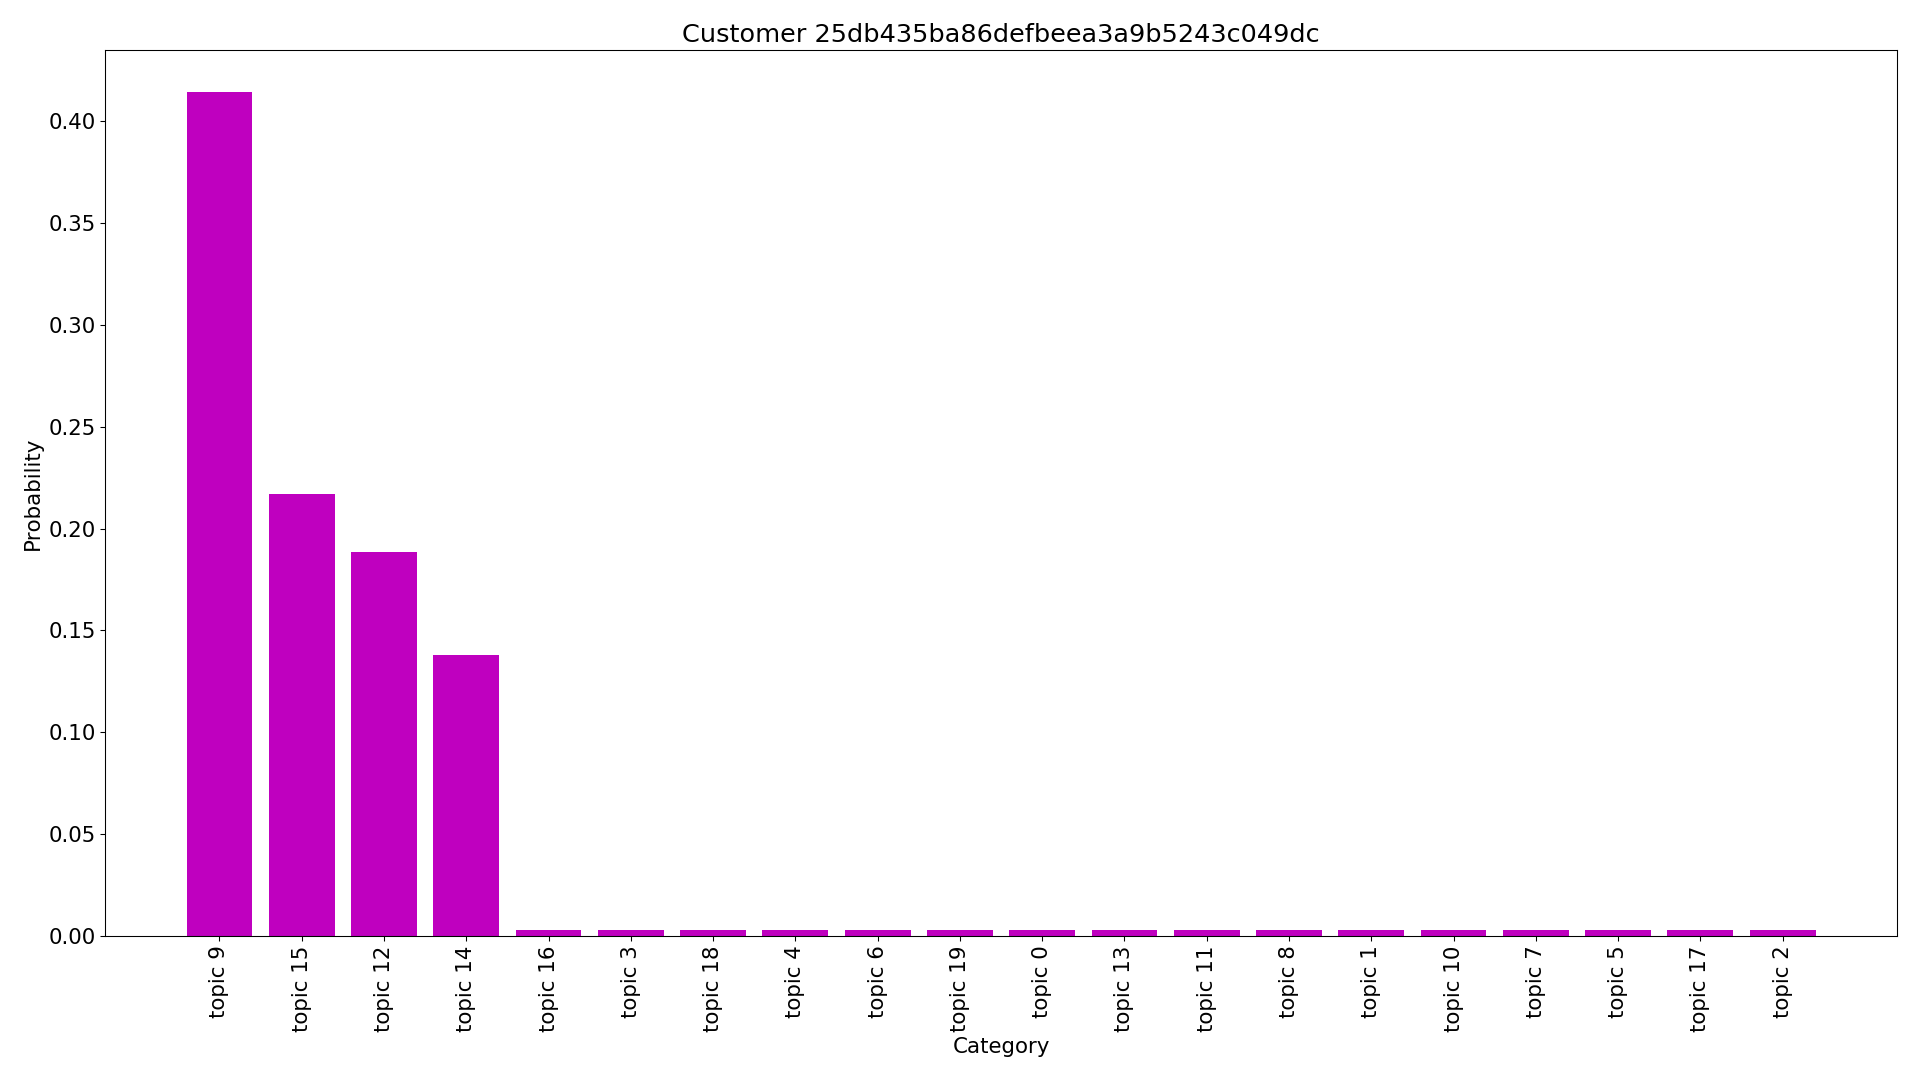 Customer 25db435ba86defbeea3a9b5243c049dc
0.40
0.35
0.30
0.25
0.20
0.15
0.10
0.05
0.00
Probability
topic 9
topic 15
topic 12
topic 14
topic 16
topic 3
topic 18
topic 4
topic 6
topic 19
topic 0
topic 13
topic 11
topic 8
topic 1
topic 10
topic 7
topic 5
topic 17
topic 2
Category